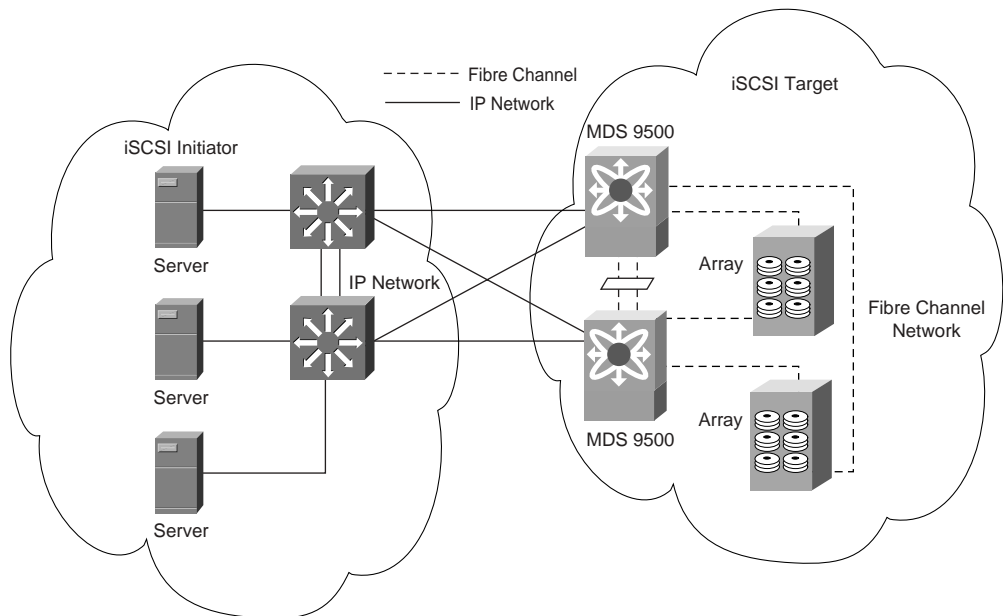 Fibre Channel
IP Network
iSCSI Target
MDS 9500
iSCSI Initiator
Server
Array
IP Network
Fibre Channel
Network
Server
Array
MDS 9500
Server